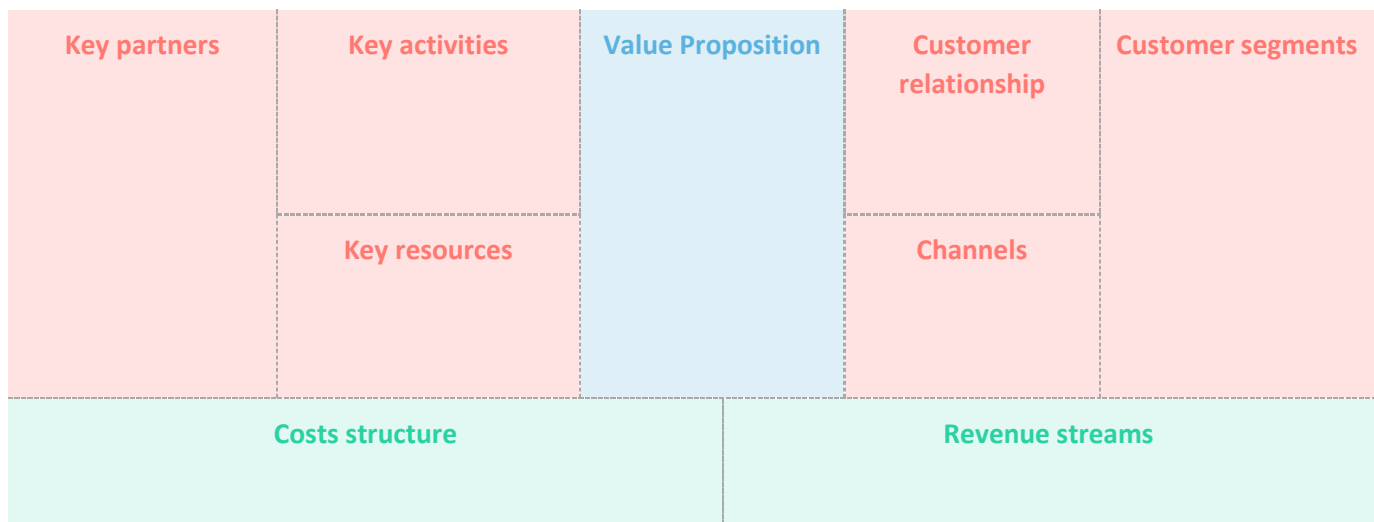 Key partners
Key activities
Value Proposition
Customer
relationship
Customer segments
Key resources
Channels
Costs structure
Revenue streams